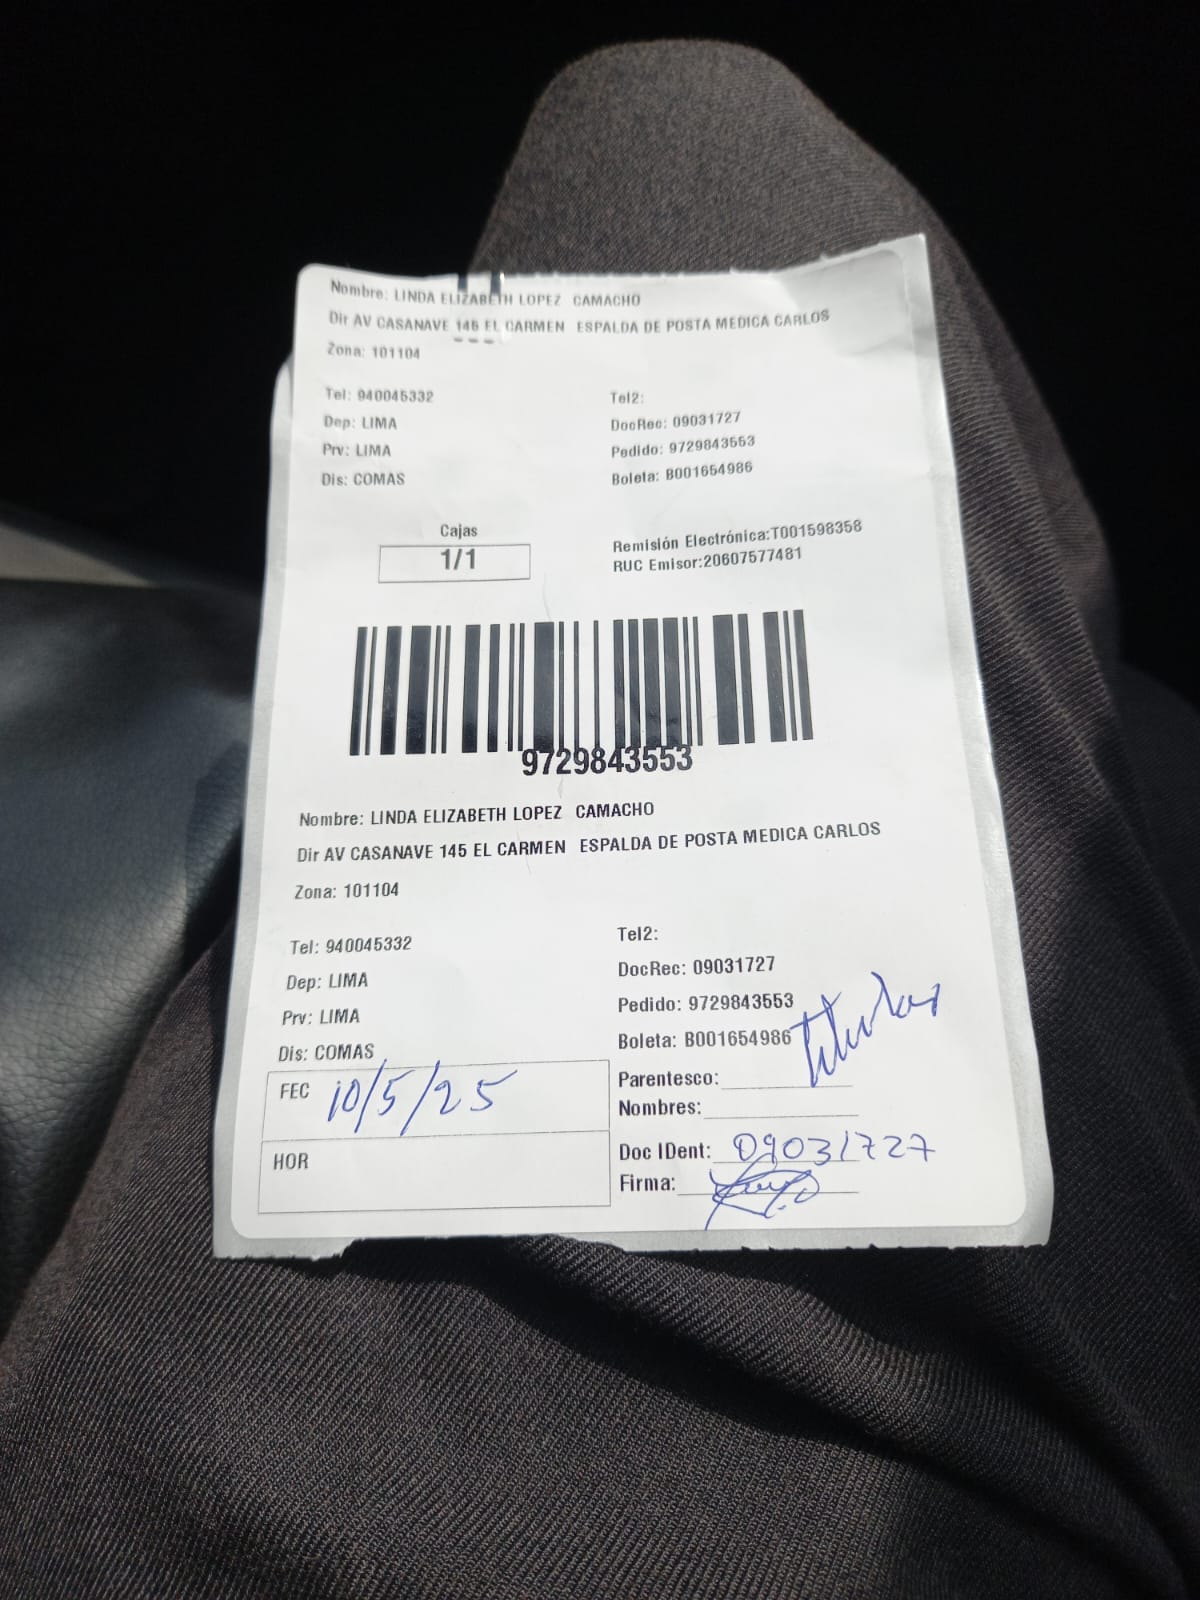 Nombre: LINDA ELIZABETH LOPEZ CAMACHO
Dir AV CASANAVE 145 EL CARMEN ESPALDA DE POSTA MEDICA CARLOS
Zona: 101104
Tel: 940045332 Tel2:
Dep: LIMA DocRec: 09031727
Prv: LIMA Pedido: 9729843553
Dis: COMAS Boleta: B001654986
Cajas
1/1
Remisión Electrónica:T001598358
RUC Emisor:20607577481
9729843553
Nombre: LINDA ELIZABETH LOPEZ CAMACHO
Dir AV CASANAVE 145 EL CARMEN ESPALDA DE POSTA MEDICA CARLOS
Zona: 101104
Tel: 940045332 Tel2:
Dep: LIMA DocRec: 09031727
Prv: LIMA Pedido: 9729843553
Dis: COMAS Boleta: B001654986
FEC 10/5/25 Parentesco: titular
Nombres:
HOR Doc IDent: 09031727
Firma: